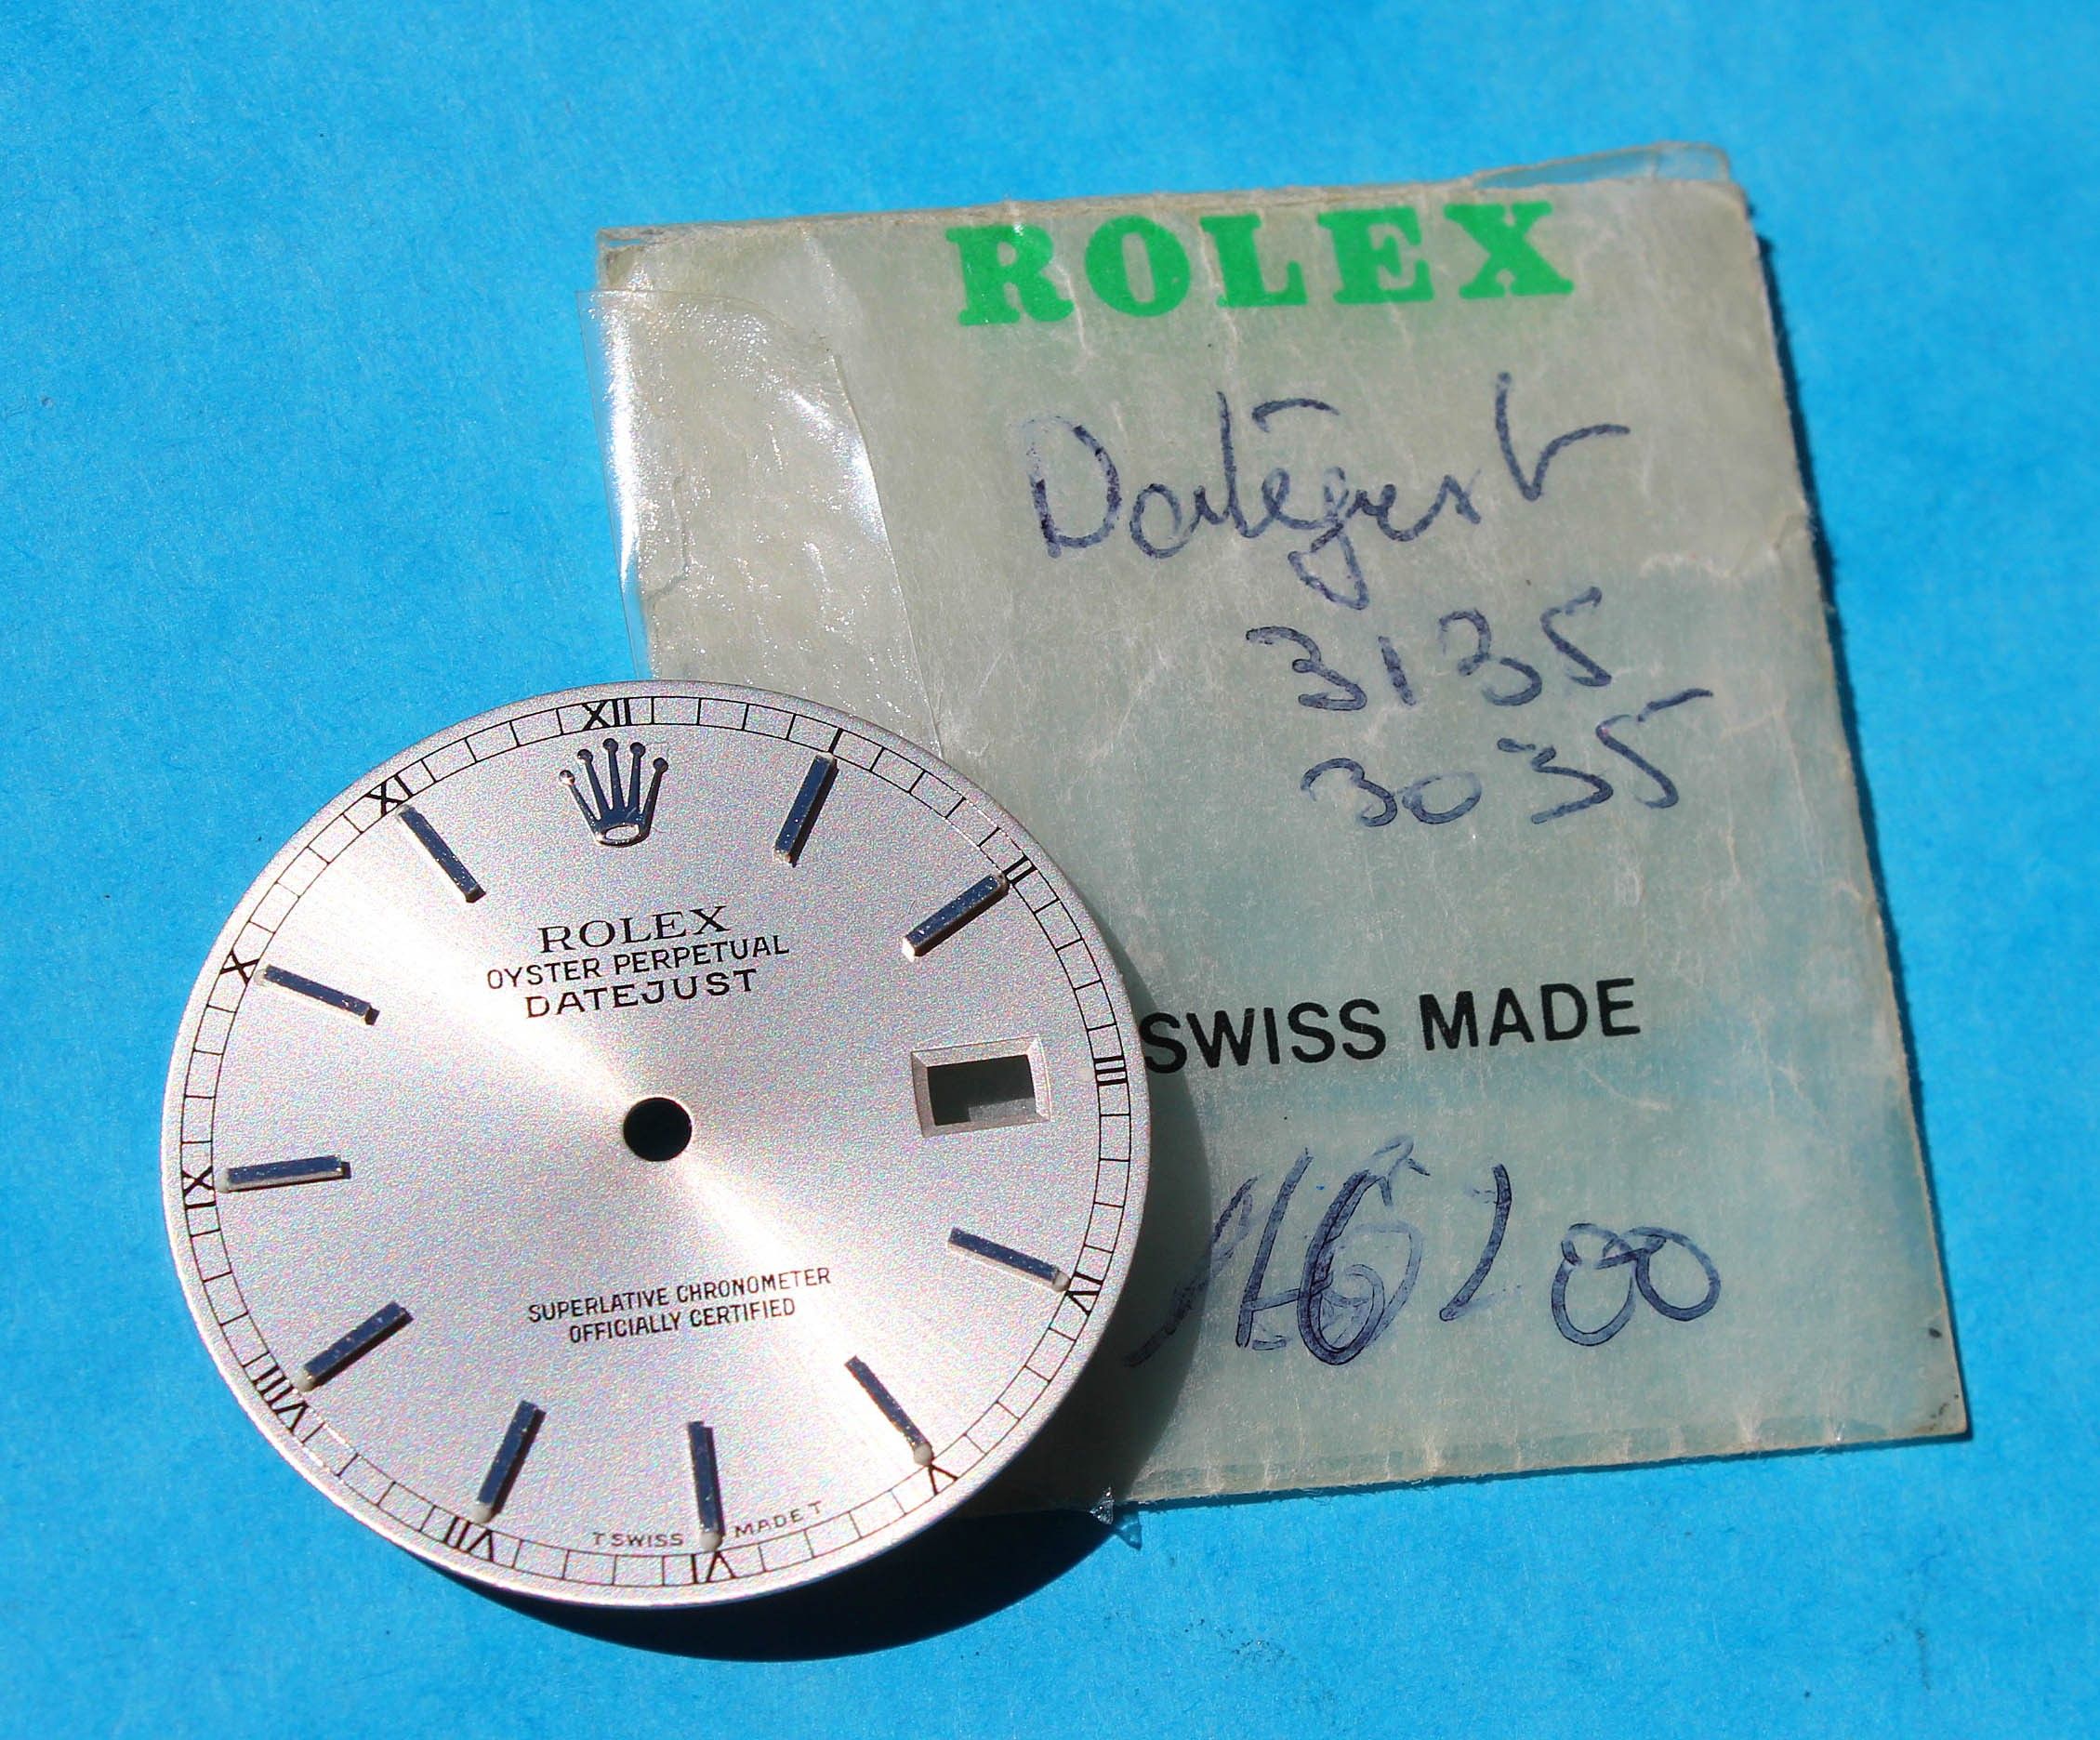 ROLEX
Datejust
3135
3035
SWISS MADE
16200
XII
I
II
III
IV
V
VI
VII
VIII
IX
X
XI
ROLEX
OYSTER PERPETUAL
DATEJUST
SUPERLATIVE CHRONOMETER
OFFICIALLY CERTIFIED
T SWISS MADE T